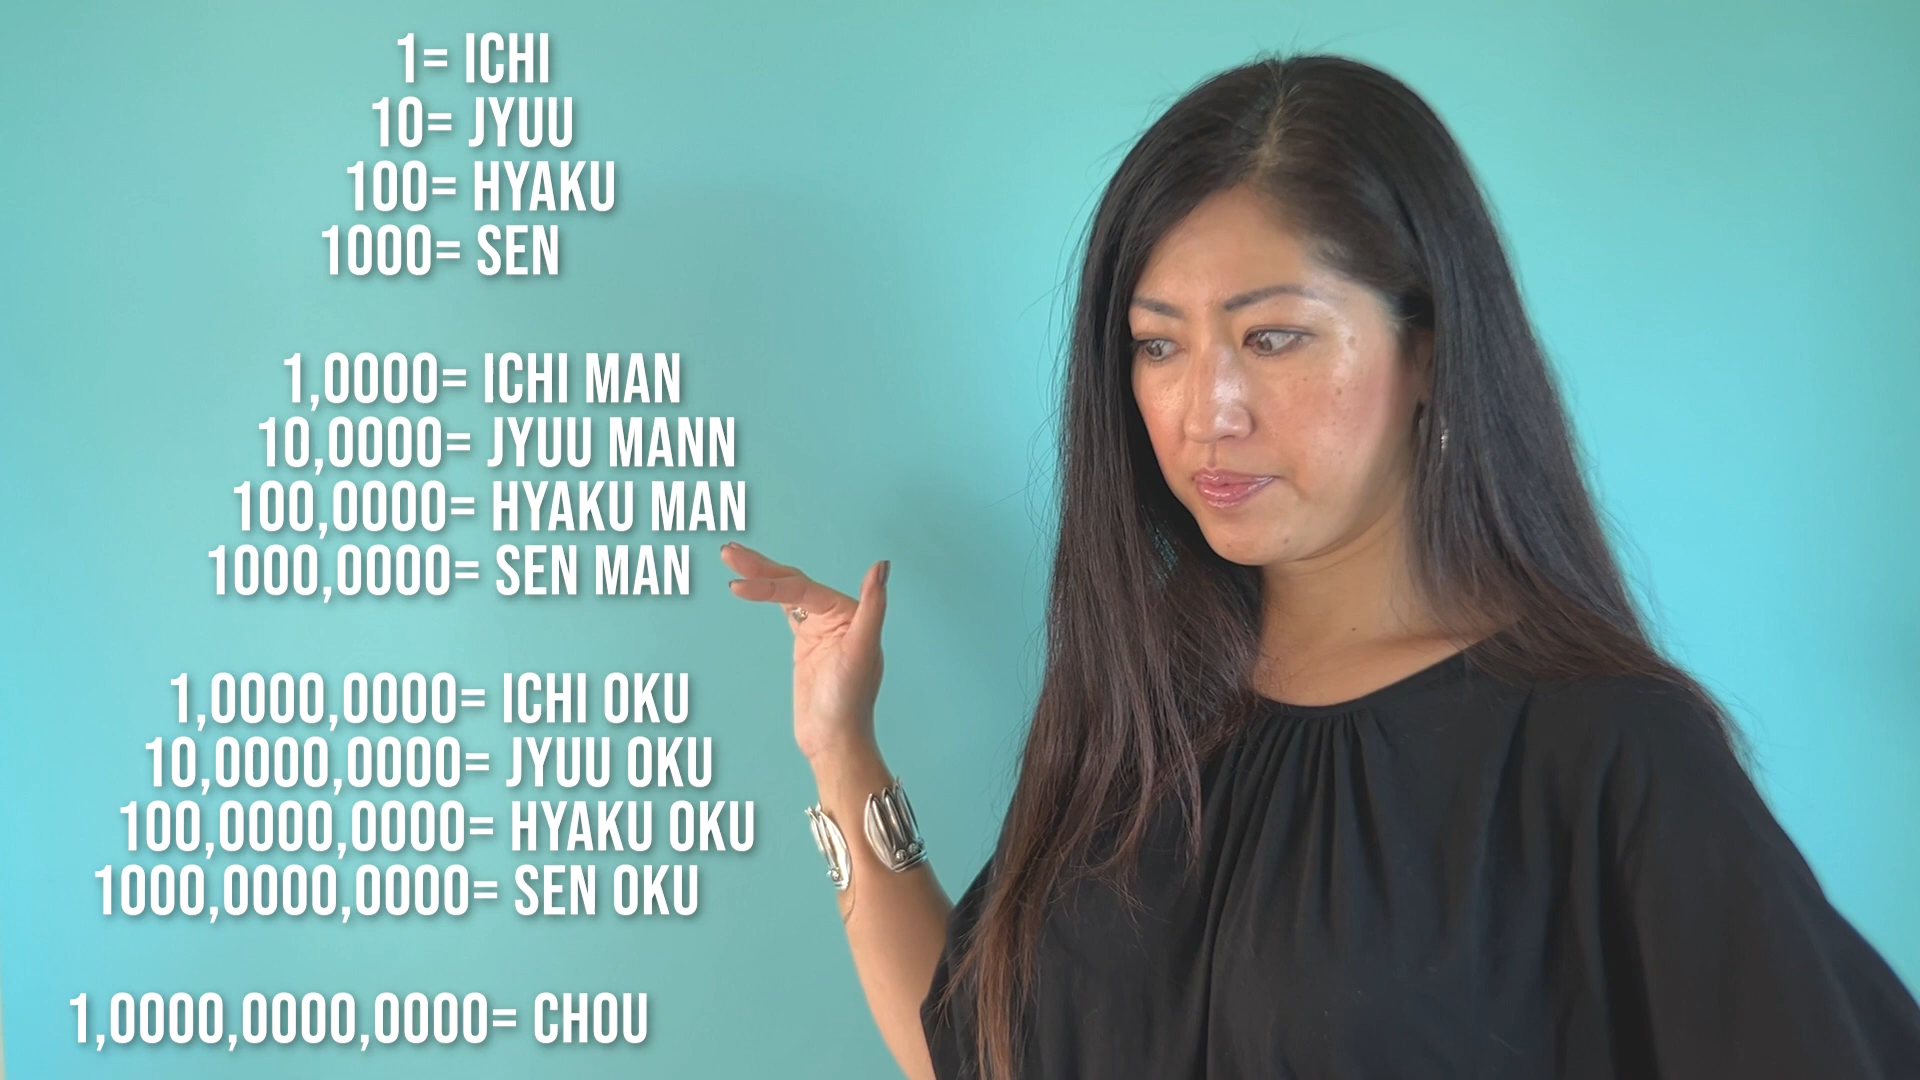 1= ICHI
10= JYUU
100= HYAKU
1000= SEN
1,0000= ICHI MAN
10,0000= JYUU MANN
100,0000= HYAKU MAN
1000,0000= SEN MAN
1,0000,0000= ICHI OKU
10,0000,0000= JYUU OKU
100,0000,0000= HYAKU OKU
1000,0000,0000= SEN OKU
1,0000,0000,0000= CHOU